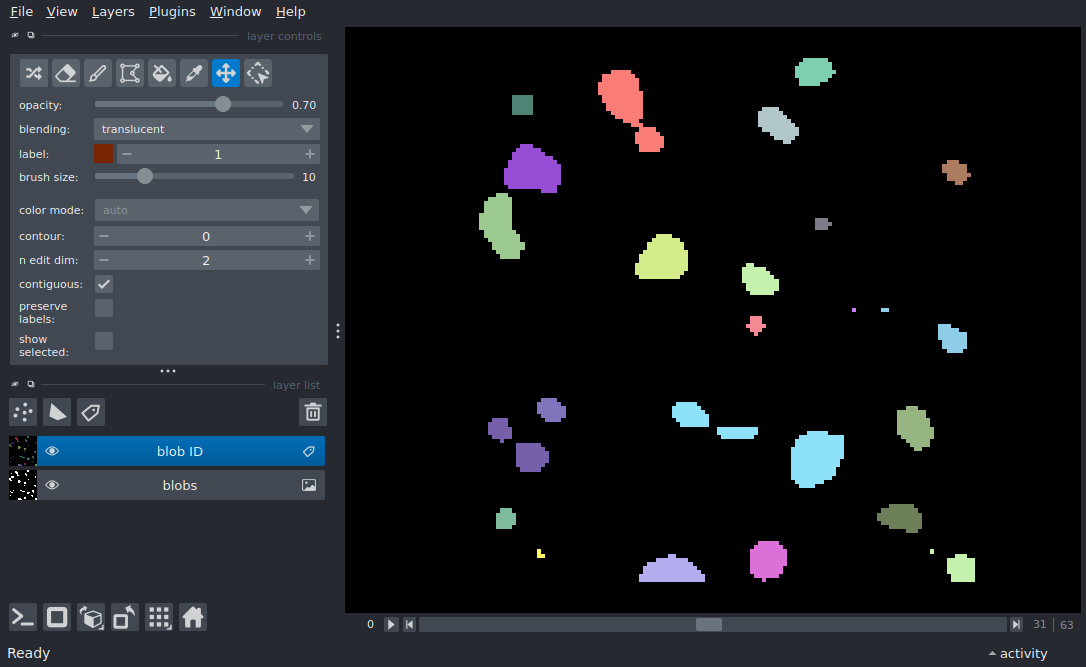 File View Layers Plugins Window Help
layer controls
opacity: 0.70
blending: translucent
label: 1
brush size: 10
color mode: auto
contour: 0
n edit dim: 2
contiguous:
preserve
labels:
show
selected:
layer list
blob ID
blobs
0 31 63
Ready activity